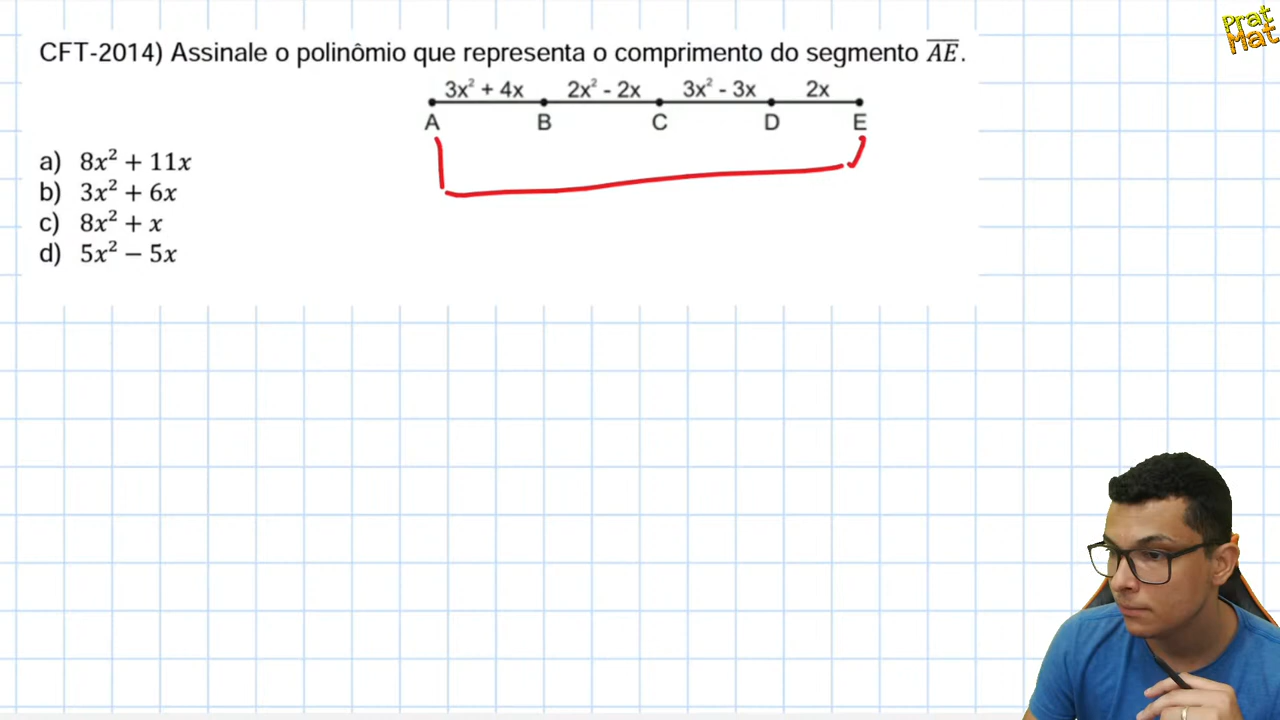 Prat
Mat
CFT-2014) Assinale o polinômio que representa o comprimento do segmento AE.
3x² + 4x 2x² - 2x 3x² - 3x 2x
A B C D E
a) 8x² + 11x
b) 3x² + 6x
c) 8x² + x
d) 5x² − 5x